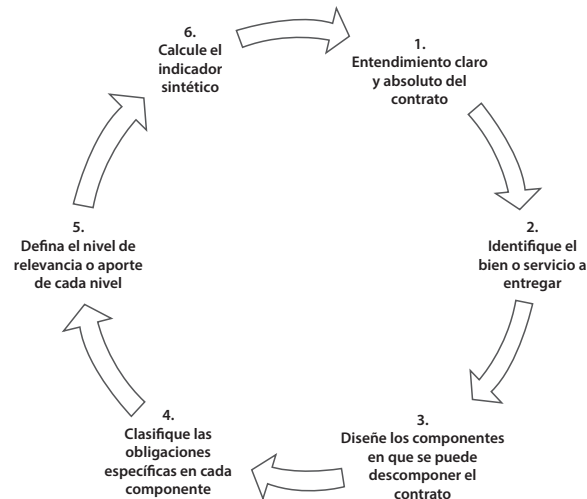 1.
Entendimiento claro
y absoluto del
contrato
2.
Identifique el
bien o servicio a
entregar
3.
Diseñe los componentes
en que se puede
descomponer el
contrato
4.
Clasifique las
obligaciones
específicas en cada
componente
5.
Defina el nivel de
relevancia o aporte
de cada nivel
6.
Calcule el
indicador
sintético